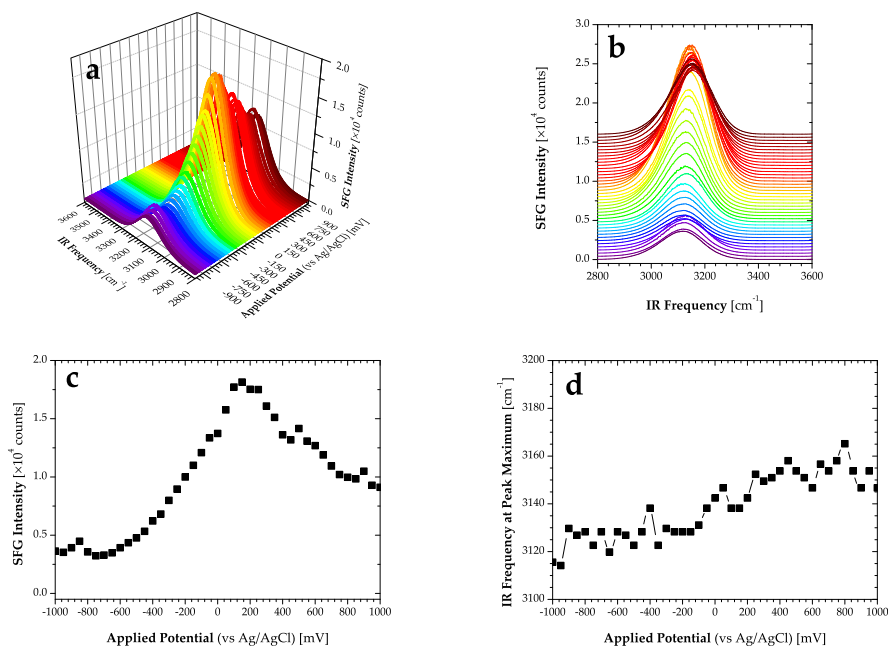 a
2.0
1.5
1.0
0.5
0.0
SFG Intensity [×10⁴ counts]
3600
3500
3400
3300
3200
3100
3000
2900
2800
IR Frequency [cm⁻¹]
-900
-750
-600
-450
-300
-150
0
150
300
450
600
750
900
Applied Potential (vs Ag/AgCl) [mV]
b
3.0
2.5
2.0
1.5
1.0
0.5
0.0
SFG Intensity [×10⁴ counts]
2800 3000 3200 3400 3600
IR Frequency [cm⁻¹]
c
2.0
1.5
1.0
0.5
0.0
SFG Intensity [×10⁴ counts]
-1000 -800 -600 -400 -200 0 200 400 600 800 1000
Applied Potential (vs Ag/AgCl) [mV]
d
3200
3180
3160
3140
3120
3100
IR Frequency at Peak Maximum [cm⁻¹]
-1000 -800 -600 -400 -200 0 200 400 600 800 1000
Applied Potential (vs Ag/AgCl) [mV]